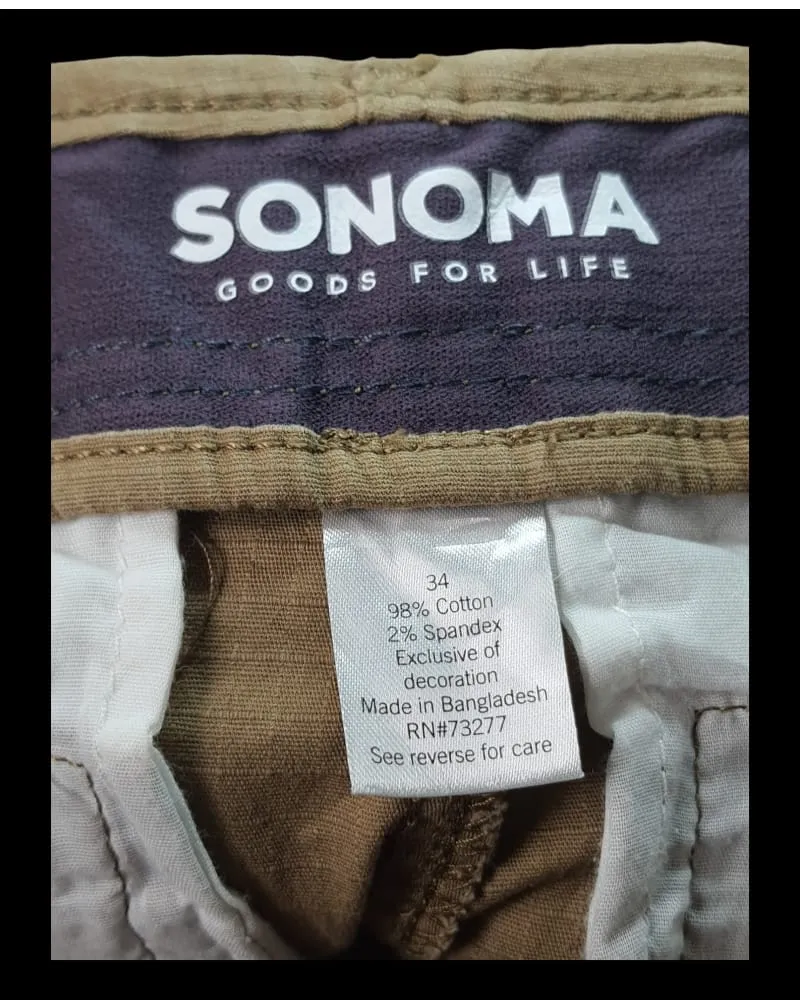 SONOMA
GOODS FOR LIFE
34
98% Cotton
2% Spandex
Exclusive of
decoration
Made in Bangladesh
RN#73277
See reverse for care